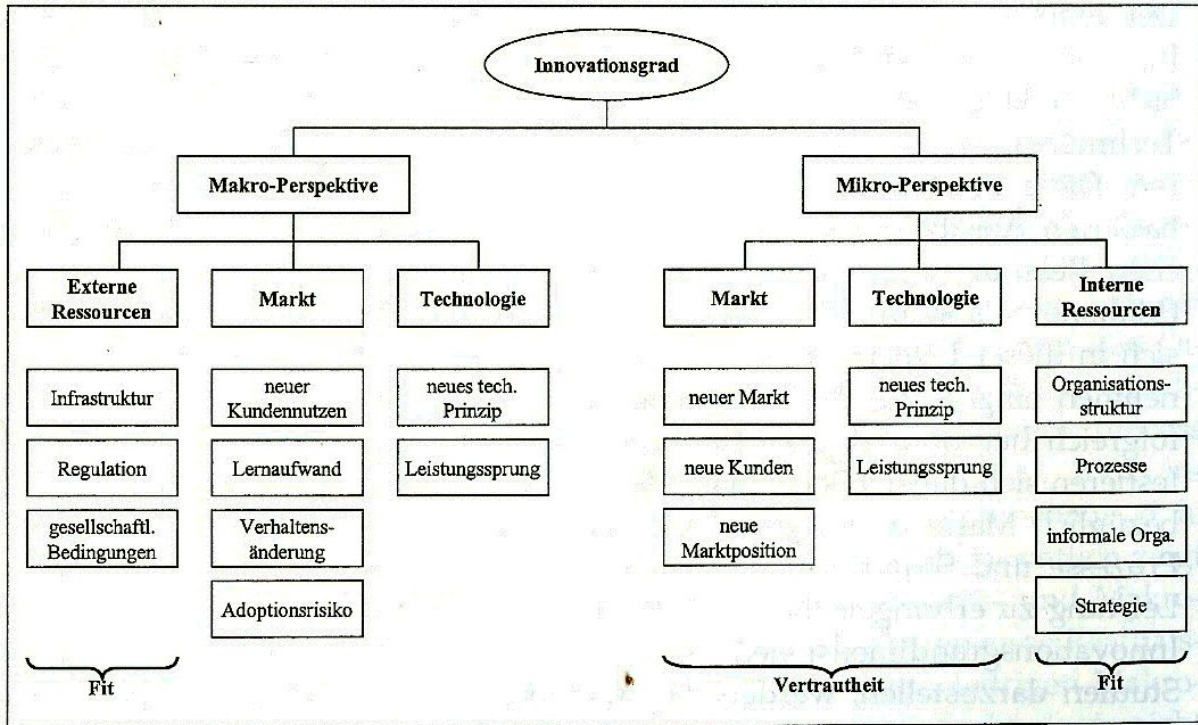 Innovationsgrad
Makro-Perspektive
Mikro-Perspektive
Externe
Ressourcen
Markt
Technologie
Markt
Technologie
Interne
Ressourcen
Infrastruktur
neuer
Kundennutzen
neues tech.
Prinzip
neuer Markt
neues tech.
Prinzip
Organisations-
struktur
Regulation
Lernaufwand
Leistungssprung
neue Kunden
Leistungssprung
Prozesse
gesellschaftl.
Bedingungen
Verhaltens-
änderung
neue
Marktposition
informale Orga.
Adoptionsrisiko
Strategie
Fit
Vertrautheit
Fit